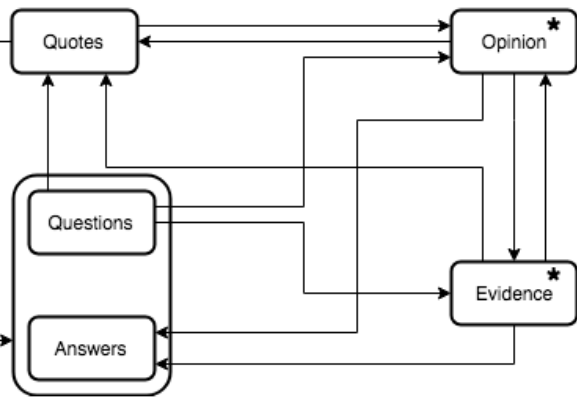 Quotes
Opinion *
Questions
Evidence *
Answers